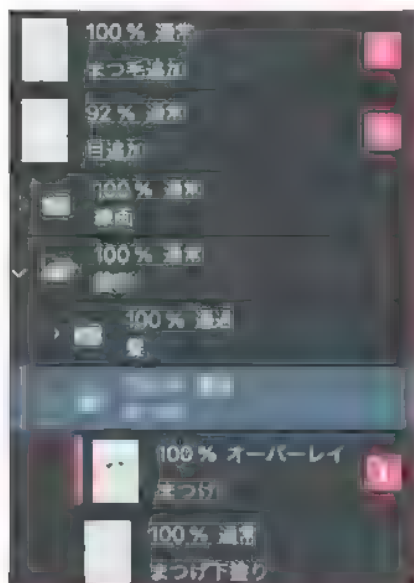 100 % 通常
まつ毛追加
92 % 通常
目追加
100 % 通常
線画
100 % 通常
100 %
髪
100 % オーバーレイ
まつげ
100 % 通常
まつげ下塗り